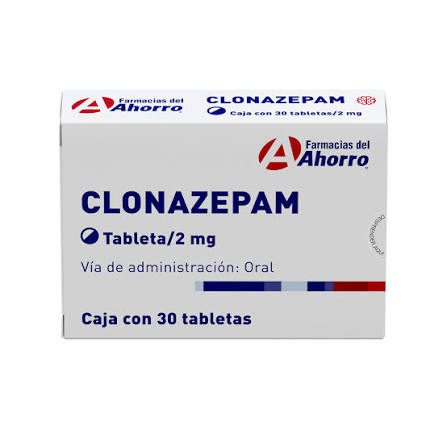 Farmacias del
Ahorro
CLONAZEPAM
Caja con 30 tabletas/2 mg
Farmacias del
Ahorro
CLONAZEPAM
Tableta/2 mg
Vía de administración: Oral
Caja con 30 tabletas